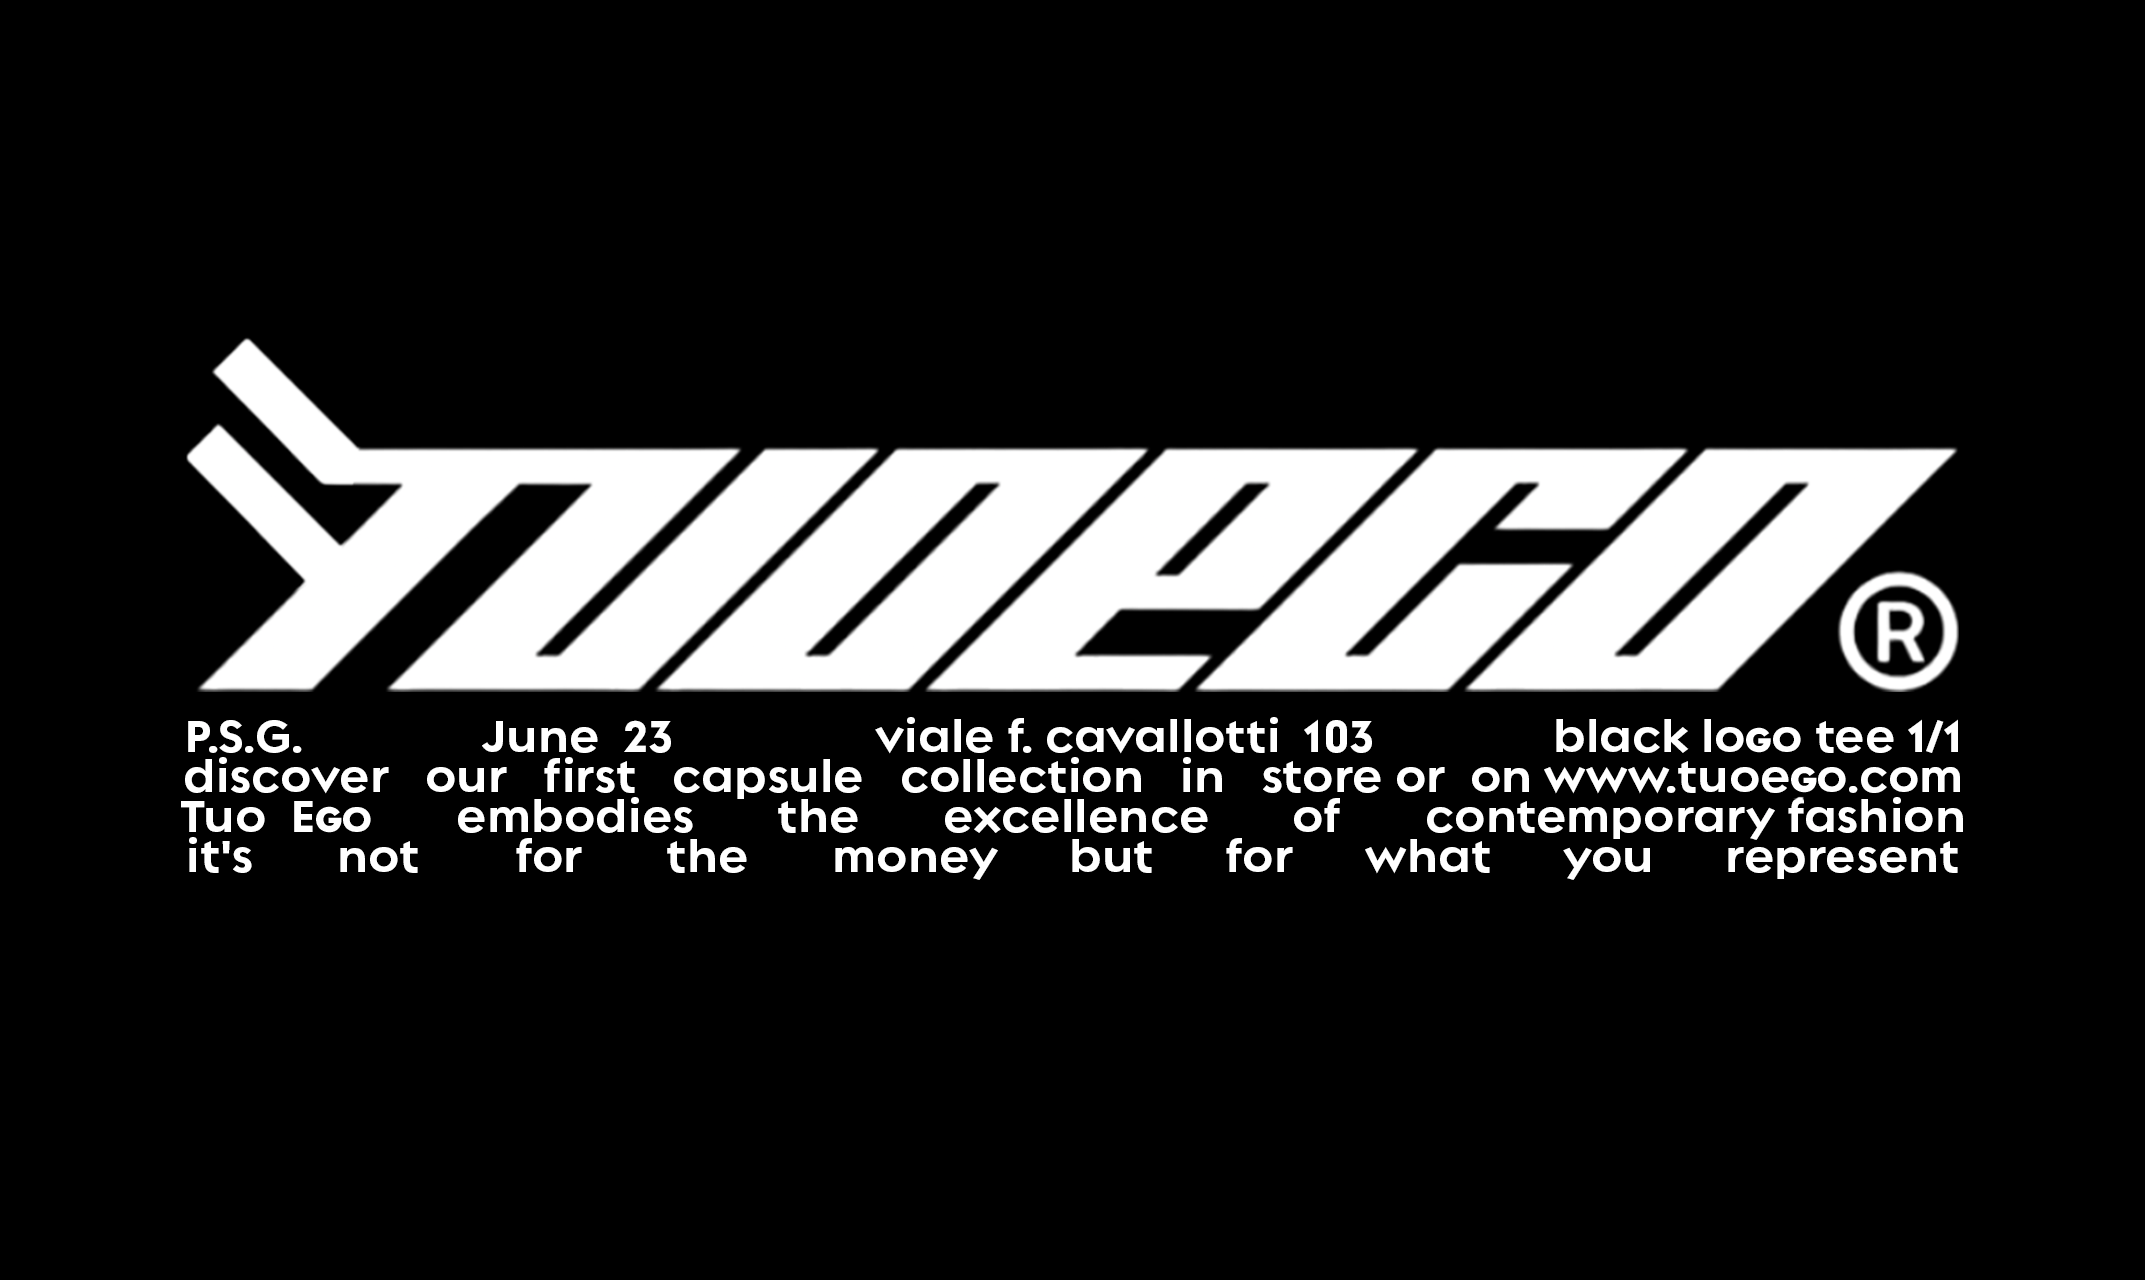 TUOEGO®
P.S.G. June 23 viale f. cavallotti 103 black logo tee 1/1
discover our first capsule collection in store or on www.tuoego.com
Tuo Ego embodies the excellence of contemporary fashion
it's not for the money but for what you represent